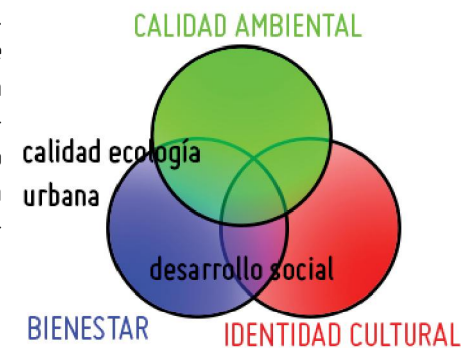 CALIDAD AMBIENTAL
calidad ecología
urbana
desarrollo social
BIENESTAR
IDENTIDAD CULTURAL